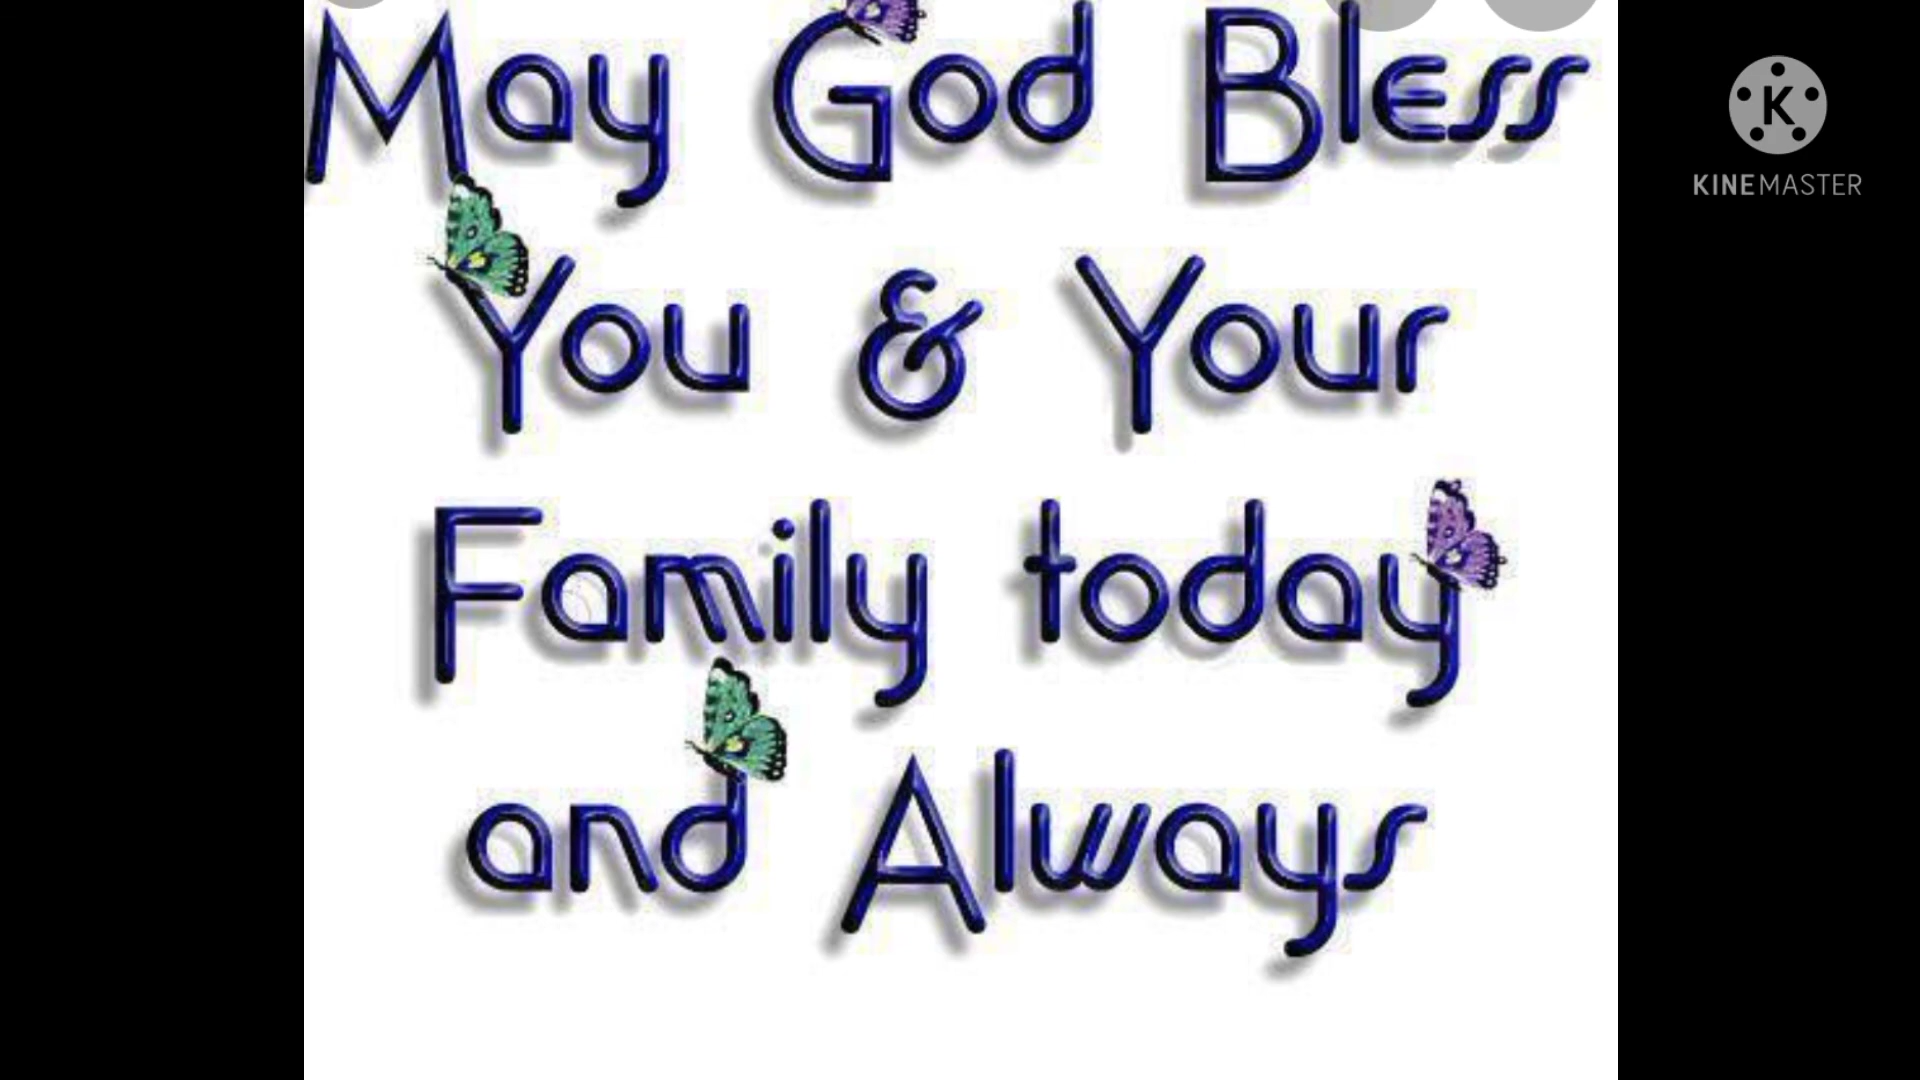 May God Bless
You & Your
Family today
and Always
K
KINEMASTER